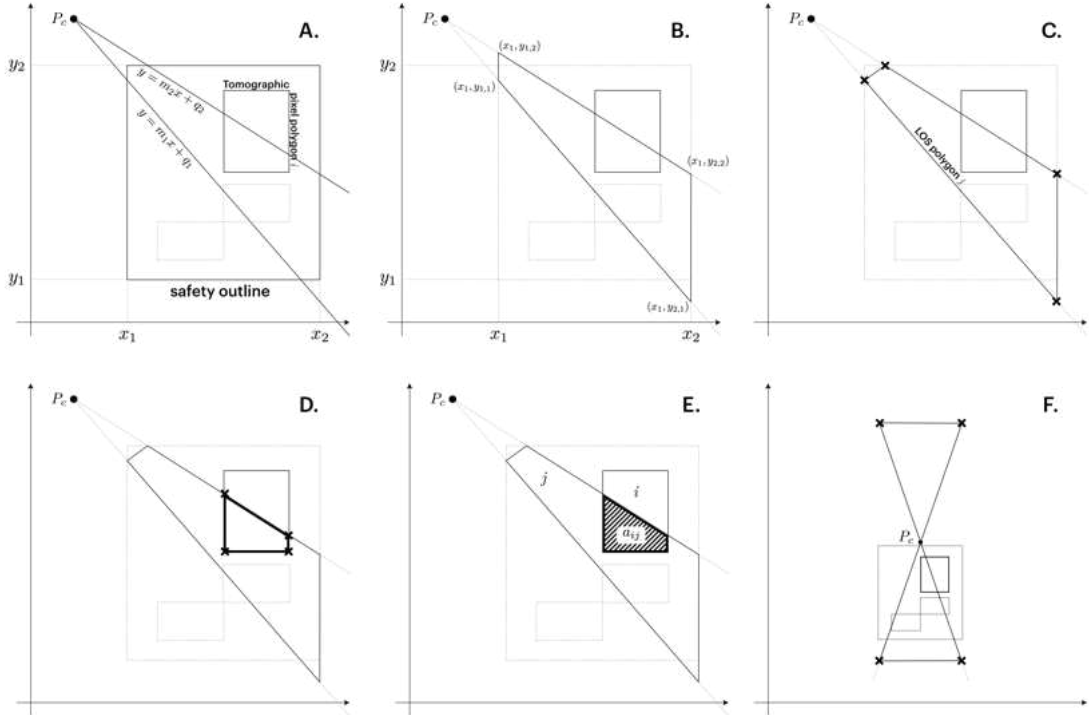 P_c
A.
y_2
y = m_2x + q_2
y = m_1x + q_1
Tomographic
pixel polygon i
y_1
safety outline
x_1
x_2
P_c
B.
(x_1, y_{1,2})
y_2
(x_1, y_{1,1})
(x_1, y_{2,2})
y_1
(x_1, y_{2,1})
x_1
x_2
P_c
C.
LOS polygon j
P_c
D.
P_c
E.
j
i
a_{ij}
F.
P_c